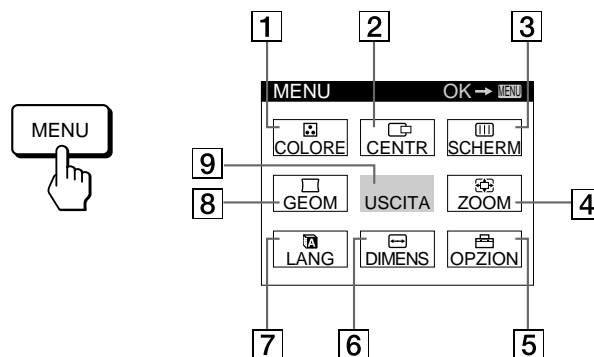 1 2 3
MENU OK → MENU
MENU
COLORE CENTR SCHERM
9
8 GEOM USCITA ZOOM 4
LANG DIMENS OPZION
7 6 5